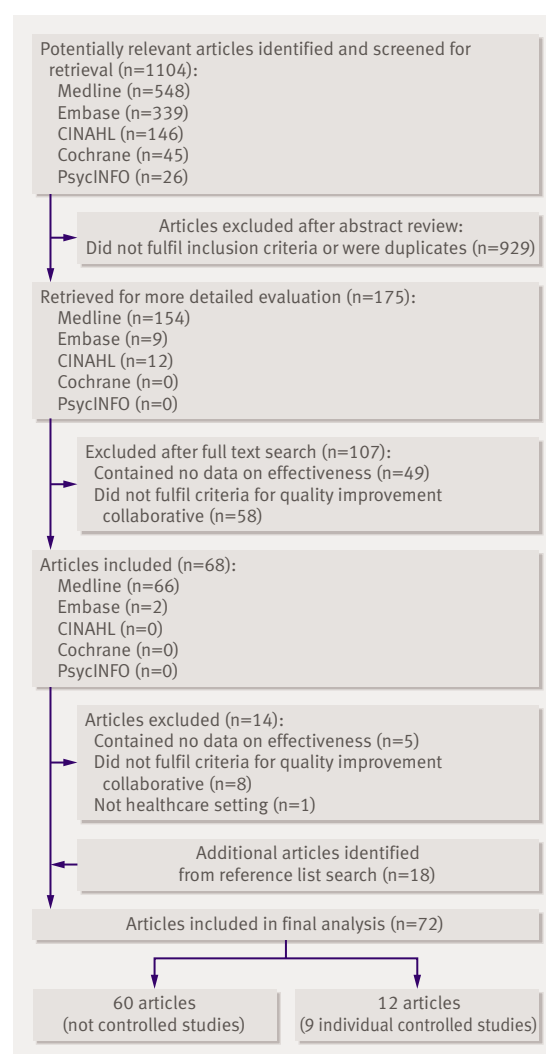 Potentially relevant articles identified and screened for
retrieval (n=1104):
Medline (n=548)
Embase (n=339)
CINAHL (n=146)
Cochrane (n=45)
PsycINFO (n=26)
Articles excluded after abstract review:
Did not fulfil inclusion criteria or were duplicates (n=929)
Retrieved for more detailed evaluation (n=175):
Medline (n=154)
Embase (n=9)
CINAHL (n=12)
Cochrane (n=0)
PsycINFO (n=0)
Excluded after full text search (n=107):
Contained no data on effectiveness (n=49)
Did not fulfil criteria for quality improvement
collaborative (n=58)
Articles included (n=68):
Medline (n=66)
Embase (n=2)
CINAHL (n=0)
Cochrane (n=0)
PsycINFO (n=0)
Articles excluded (n=14):
Contained no data on effectiveness (n=5)
Did not fulfil criteria for quality improvement
collaborative (n=8)
Not healthcare setting (n=1)
Additional articles identified
from reference list search (n=18)
Articles included in final analysis (n=72)
60 articles
(not controlled studies)
12 articles
(9 individual controlled studies)